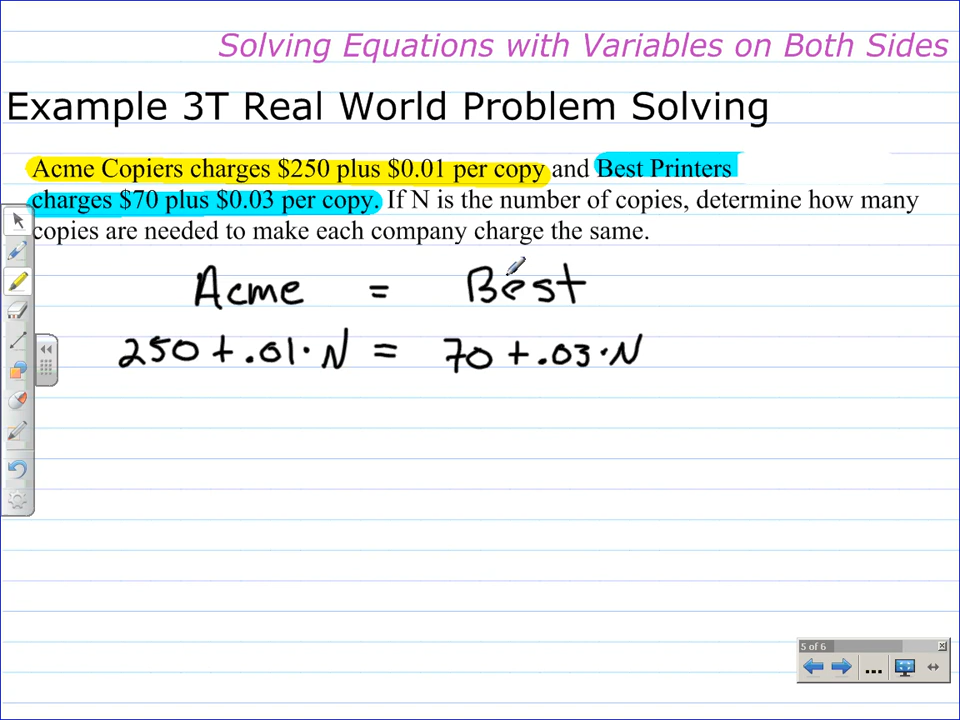 Solving Equations with Variables on Both Sides
Example 3T Real World Problem Solving
Acme Copiers charges $250 plus $0.01 per copy and Best Printers
charges $70 plus $0.03 per copy. If N is the number of copies, determine how many
copies are needed to make each company charge the same.
Acme = Best
250 + .01 · N = 70 + .03 · N
5 of 6
...